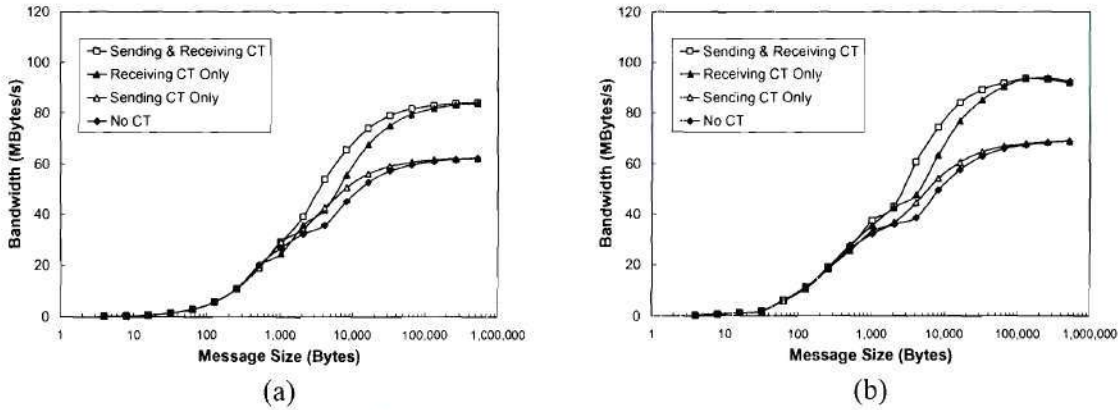 120
100
80
60
40
20
0
Bandwidth (MBytes/s)
Sending & Receiving CT
Receiving CT Only
Sending CT Only
No CT
1
100
1,000
10,000
100,000
1,000,000
Message Size (Bytes)
(a)
120
100
80
60
40
20
0
Bandwidth (MBytes/s)
Sending & Receiving CT
Receiving CT Only
Sending CT Only
No CT
1
100
1,000
10,000
100,000
1,000,000
Message Size (Bytes)
(b)